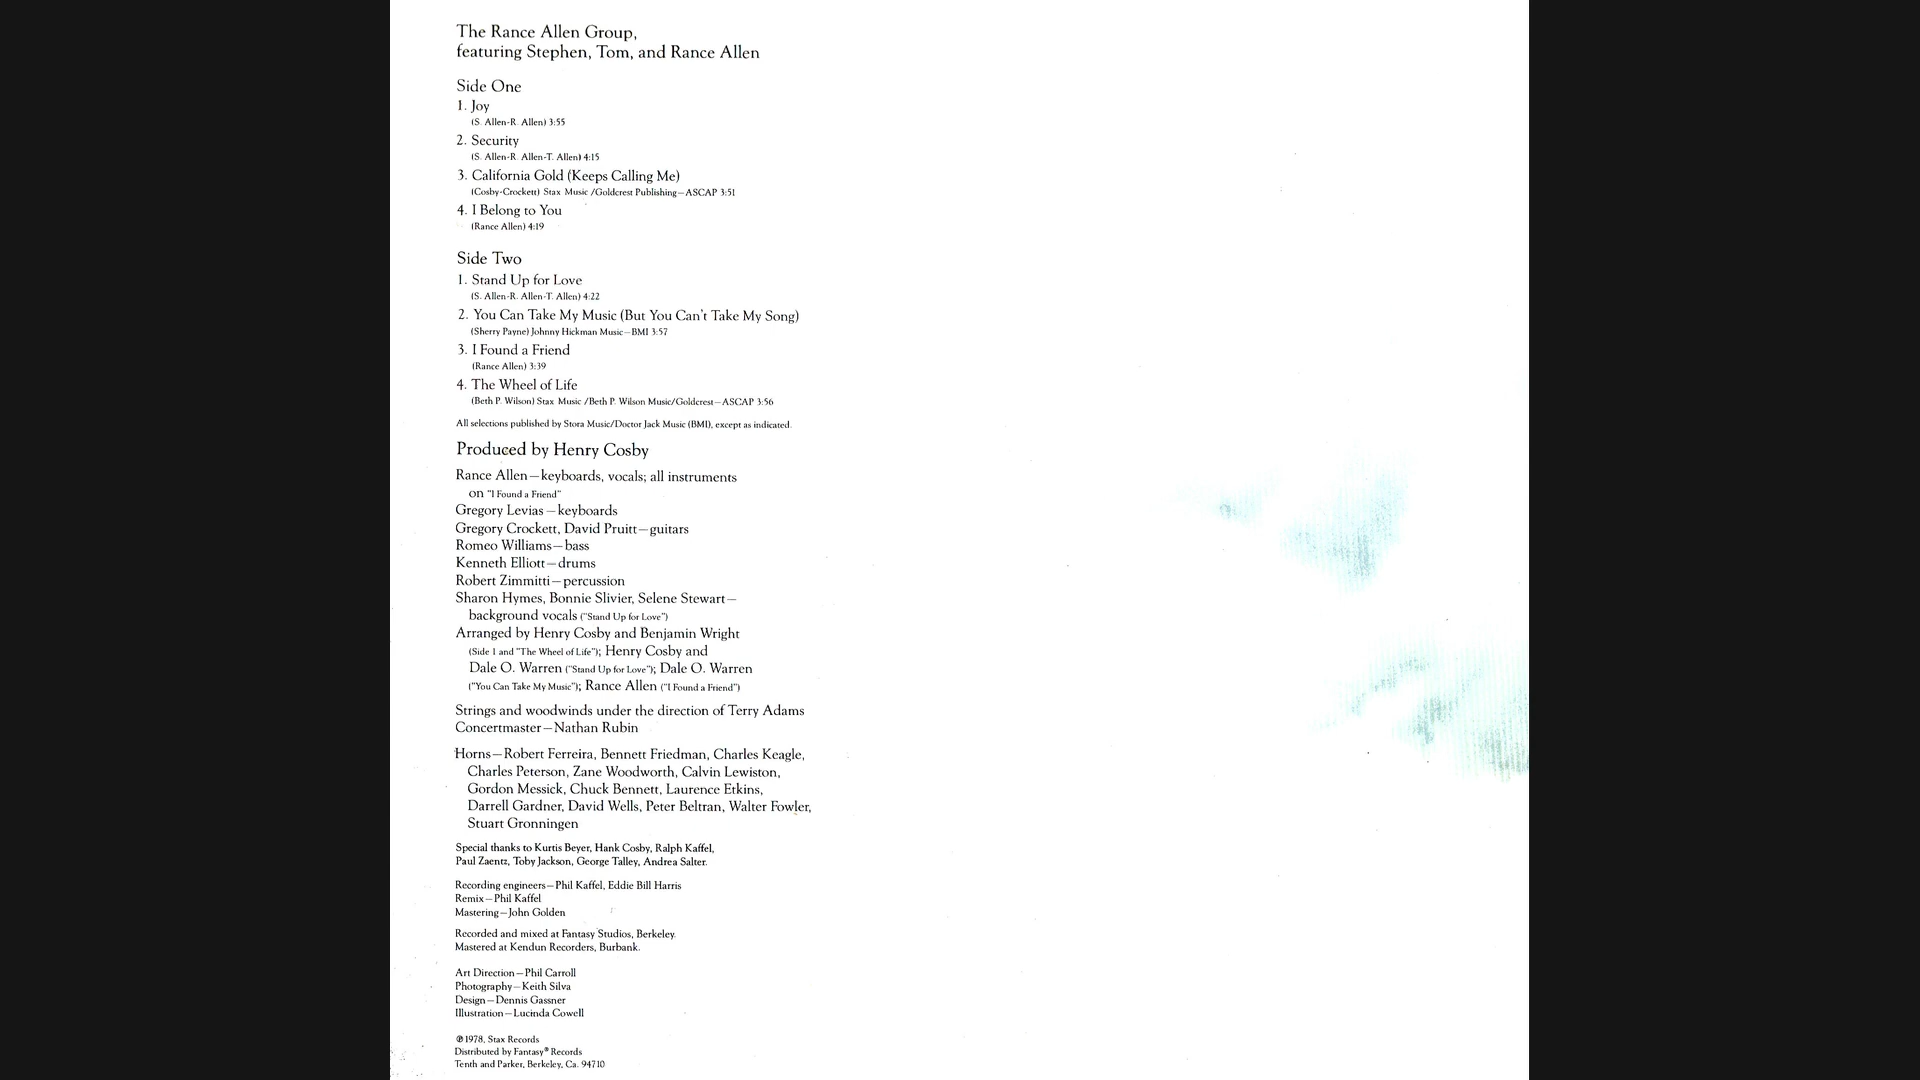 The Rance Allen Group,
featuring Stephen, Tom, and Rance Allen
Side One
1. Joy
(S. Allen-R. Allen) 3:55
2. Security
(S. Allen-R. Allen-T. Allen) 4:15
3. California Gold (Keeps Calling Me)
(Cosby-Crockett) Stax Music /Goldcrest Publishing—ASCAP 3:51
4. I Belong to You
(Rance Allen) 4:19
Side Two
1. Stand Up for Love
(S. Allen-R. Allen-T. Allen) 4:22
2. You Can Take My Music (But You Can't Take My Song)
(Sherry Payne) Johnny Hickman Music—BMI 3:57
3. I Found a Friend
(Rance Allen) 3:39
4. The Wheel of Life
(Beth P. Wilson) Stax Music /Beth P. Wilson Music/Goldcrest—ASCAP 3:56
All selections published by Stora Music/Doctor Jack Music (BMI), except as indicated.
Produced by Henry Cosby
Rance Allen—keyboards, vocals; all instruments
on "I Found a Friend"
Gregory Levias—keyboards
Gregory Crockett, David Pruitt—guitars
Romeo Williams—bass
Kenneth Elliott—drums
Robert Zimmitti—percussion
Sharon Hymes, Bonnie Slivier, Selene Stewart—
background vocals ("Stand Up for Love")
Arranged by Henry Cosby and Benjamin Wright
(Side 1 and "The Wheel of Life"); Henry Cosby and
Dale O. Warren ("Stand Up for Love"); Dale O. Warren
("You Can Take My Music"); Rance Allen ("I Found a Friend")
Strings and woodwinds under the direction of Terry Adams
Concertmaster—Nathan Rubin
Horns—Robert Ferreira, Bennett Friedman, Charles Keagle,
Charles Peterson, Zane Woodworth, Calvin Lewiston,
Gordon Messick, Chuck Bennett, Laurence Etkins,
Darrell Gardner, David Wells, Peter Beltran, Walter Fowler,
Stuart Gronningen
Special thanks to Kurtis Beyer, Hank Cosby, Ralph Kaffel,
Paul Zaentz, Toby Jackson, George Talley, Andrea Salter.
Recording engineers—Phil Kaffel, Eddie Bill Harris
Remix—Phil Kaffel
Mastering—John Golden
Recorded and mixed at Fantasy Studios, Berkeley.
Mastered at Kendun Recorders, Burbank.
Art Direction—Phil Carroll
Photography—Keith Silva
Design—Dennis Gassner
Illustration—Lucinda Cowell
℗1978, Stax Records
Distributed by Fantasy® Records
Tenth and Parker, Berkeley, Ca. 94710